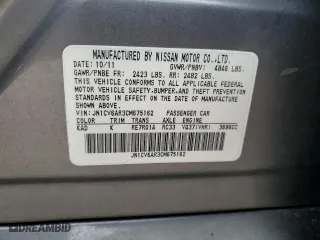 MANUFACTURED BY NISSAN MOTOR CO.,LTD.
DATE: 10/11 GVWR/PNBV: 4846 LBS.
GAWR/PNBE FR: 2423 LBS. RR: 2482 LBS.
THIS VEHICLE CONFORMS TO ALL APPLICABLE FEDERAL
MOTOR VEHICLE SAFETY, BUMPER, AND THEFT PREVENTION
STANDARDS IN EFFECT ON THE DATE OF MANUFACTURE
SHOWN ABOVE.
VIN: JN1CV6AR3CM675162 PASSENGER CAR
COLOR TRIM TRANS AXLE ENGINE
KAD K RE7R01A RC33 VQ37(VHR) 3696CC
JN1CV6AR3CM675162